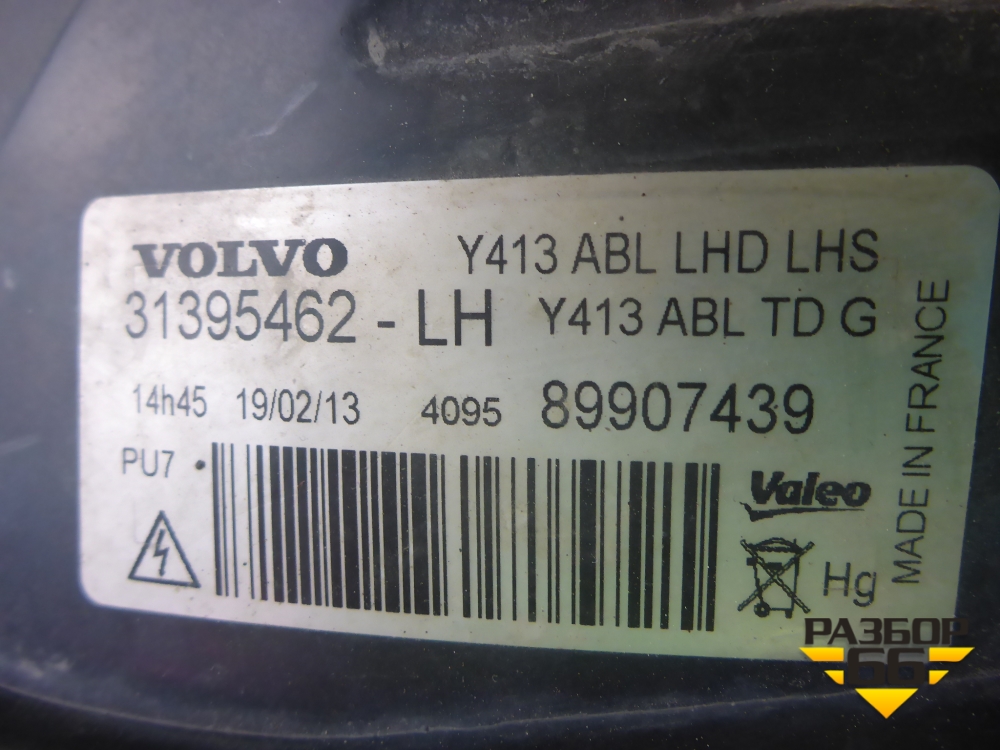 VOLVO Y413 ABL LHD LHS
31395462 - LH Y413 ABL TD G
14h45 19/02/13 4095 89907439
PU7
Valeo
Hg
MADE IN FRANCE
РАЗБОР
66